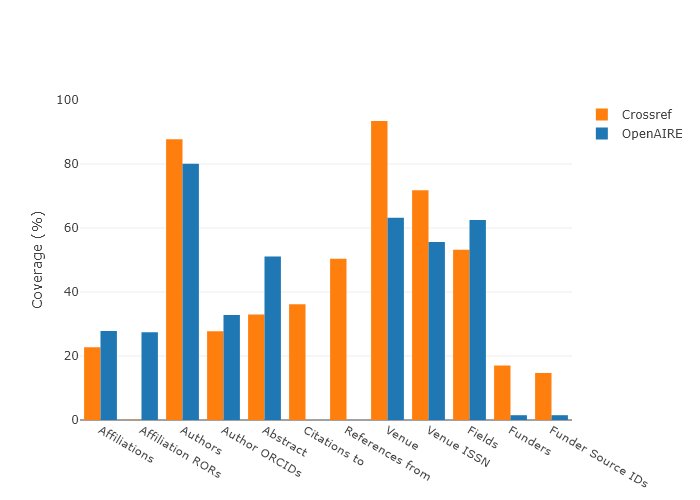 100
80
60
40
20
0
Coverage (%)
Crossref
OpenAIRE
Affiliations
Affiliation RORs
Authors
Author ORCIDs
Abstract
Citations to
References from
Venue
Venue ISSN
Fields
Funders
Funder Source IDs